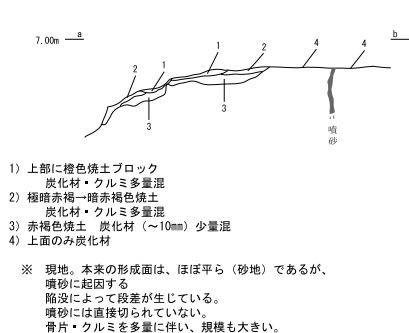 7.00m a b
1 2 4 4
2 1
3 3
噴
砂
1）上部に橙色焼土ブロック
炭化材・クルミ多量混
2）極暗赤褐→暗赤褐色焼土
炭化材・クルミ多量混
3）赤褐色焼土　炭化材（～10mm）少量混
4）上面のみ炭化材
※　現地。本来の形成面は、ほぼ平ら（砂地）であるが、
噴砂に起因する
陥没によって段差が生じている。
噴砂には直接切られていない。
骨片・クルミを多量に伴い、規模も大きい。